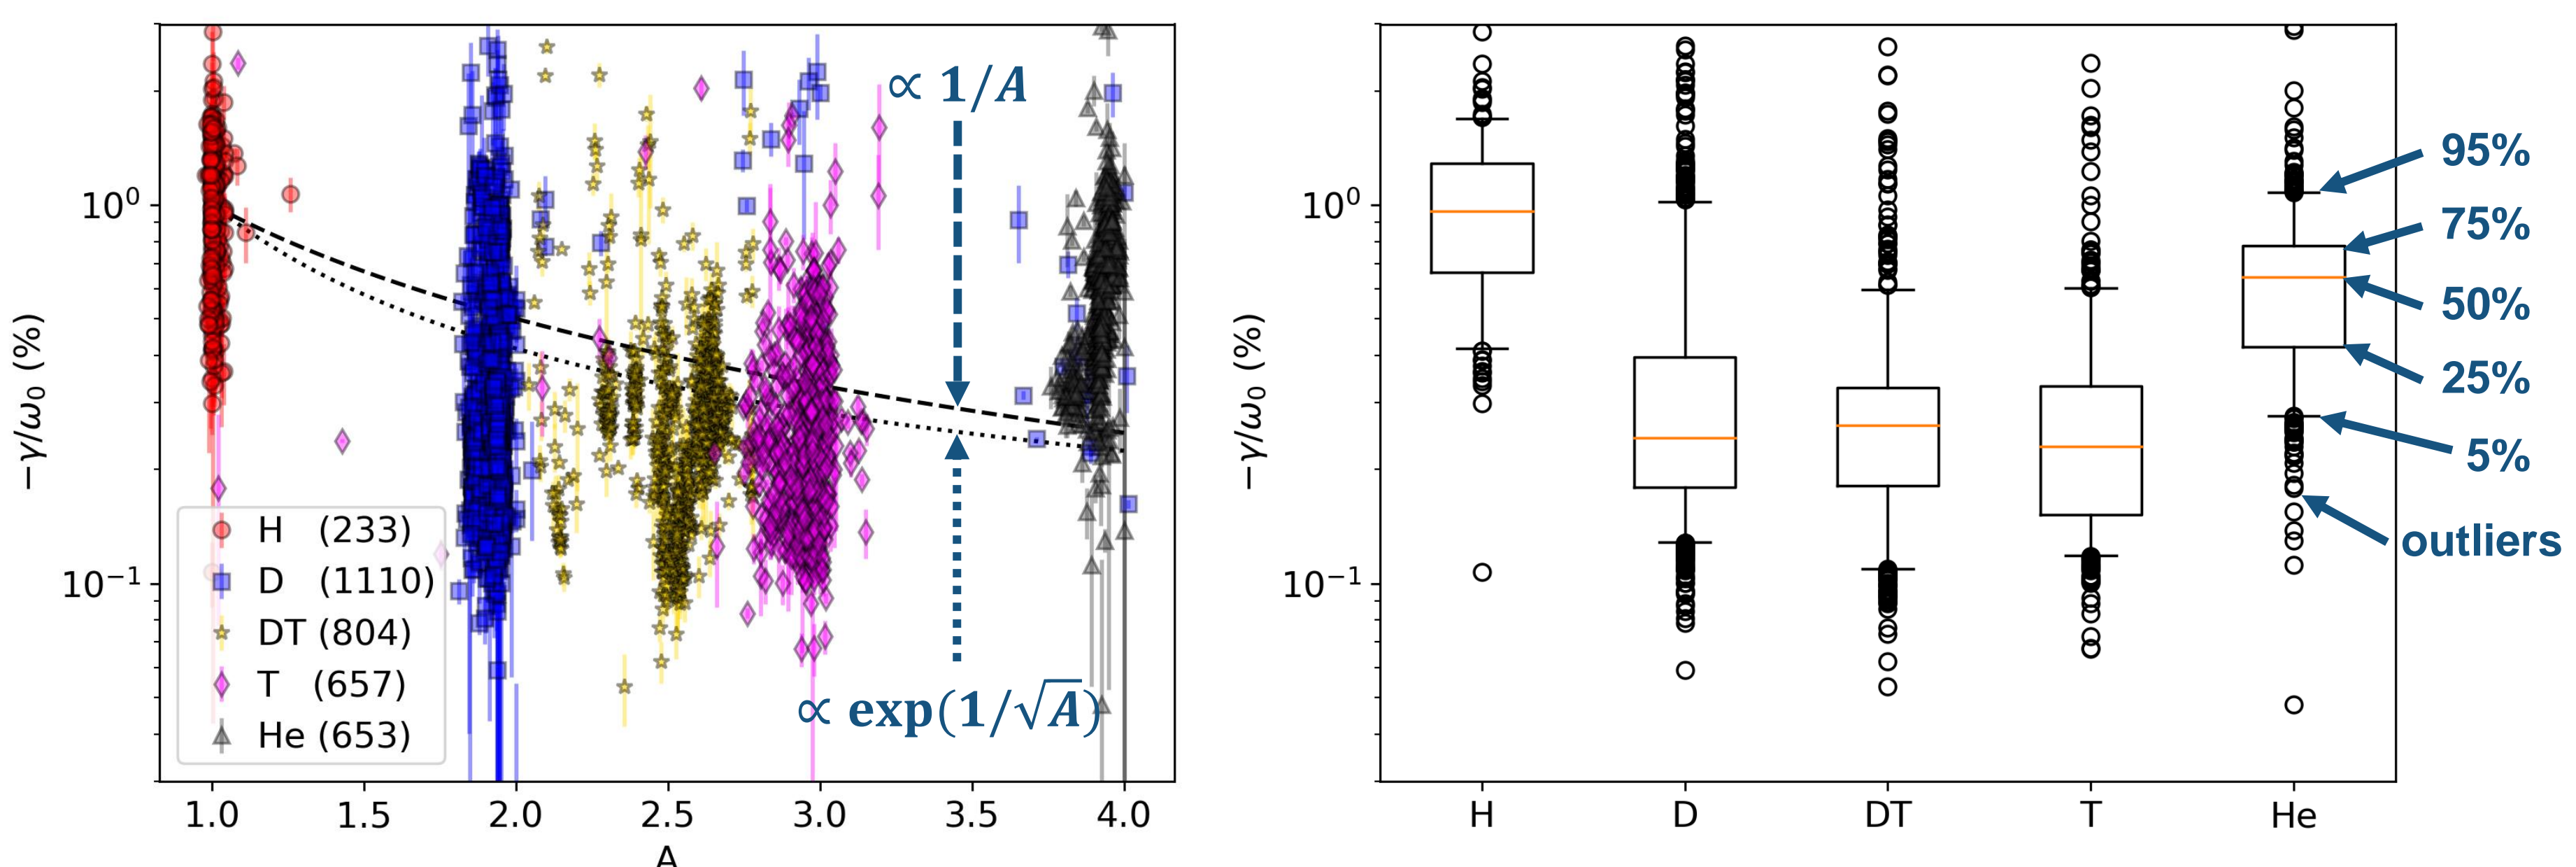 −γ/ω₀ (%)
10⁰
10⁻¹
H (233)
D (1110)
DT (804)
T (657)
He (653)
∝ 1/A
∝ exp(1/√A)
1.0 1.5 2.0 2.5 3.0 3.5 4.0
A
−γ/ω₀ (%)
10⁰
10⁻¹
95%
75%
50%
25%
5%
outliers
H D DT T He